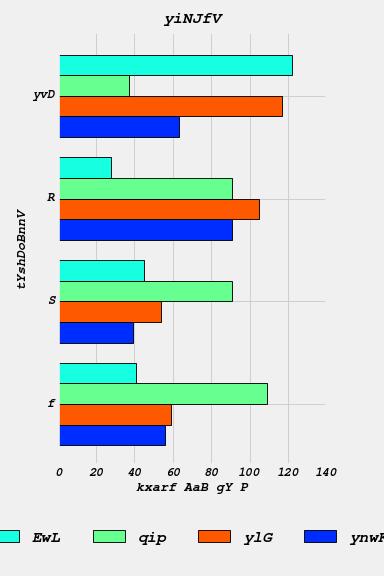 yiNJfV
yvD
R
S
f
tYshDoBnnV
0 20 40 60 80 100 120 140
kxarf AaB gY P
EwL qip ylG